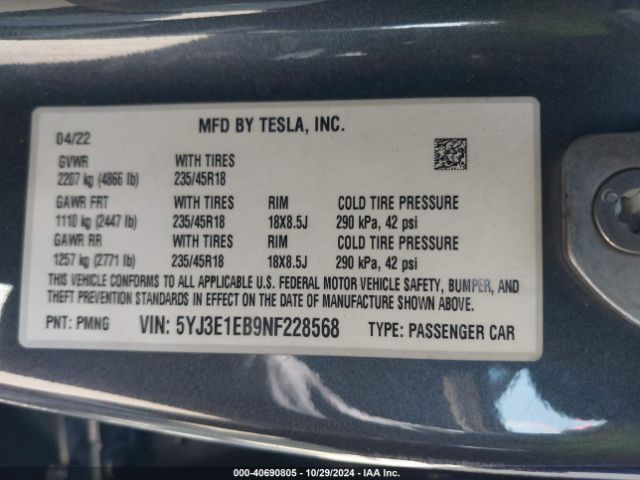 MFD BY TESLA, INC.
04/22
GVWR WITH TIRES
2207 kg (4866 lb) 235/45R18
GAWR FRT WITH TIRES RIM COLD TIRE PRESSURE
1110 kg (2447 lb) 235/45R18 18X8.5J 290 kPa, 42 psi
GAWR RR WITH TIRES RIM COLD TIRE PRESSURE
1257 kg (2771 lb) 235/45R18 18X8.5J 290 kPa, 42 psi
THIS VEHICLE CONFORMS TO ALL APPLICABLE U.S. FEDERAL MOTOR VEHICLE SAFETY, BUMPER, AND
THEFT PREVENTION STANDARDS IN EFFECT ON THE DATE OF MANUFACTURE SHOWN ABOVE.
PNT: PMNG VIN: 5YJ3E1EB9NF228568 TYPE: PASSENGER CAR
000-40690805 - 10/29/2024 - IAA Inc.